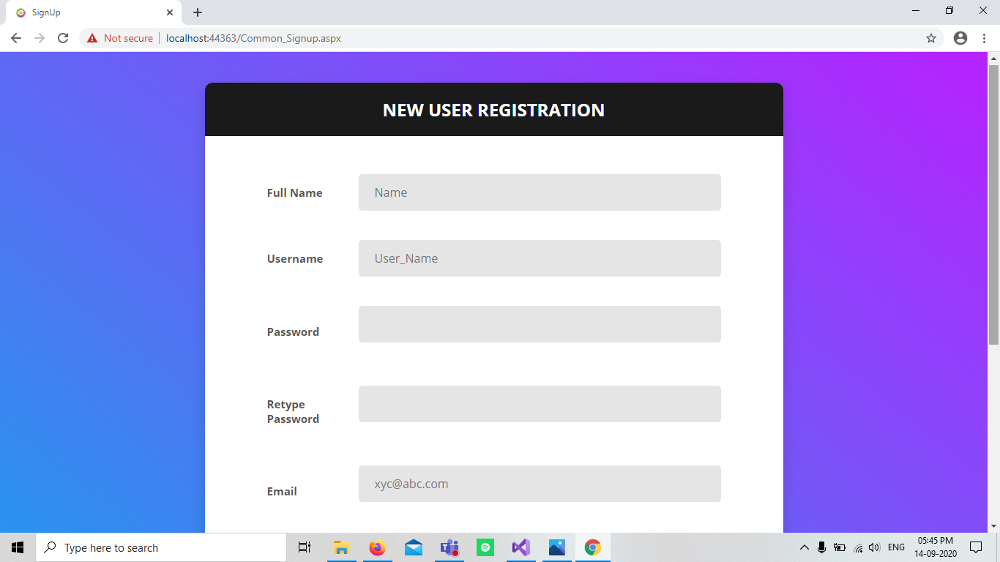 SignUp
Not secure | localhost:44363/Common_Signup.aspx
NEW USER REGISTRATION
Full Name
Name
Username
User_Name
Password
Retype
Password
Email
xyc@abc.com
Type here to search
ENG
05:45 PM
14-09-2020